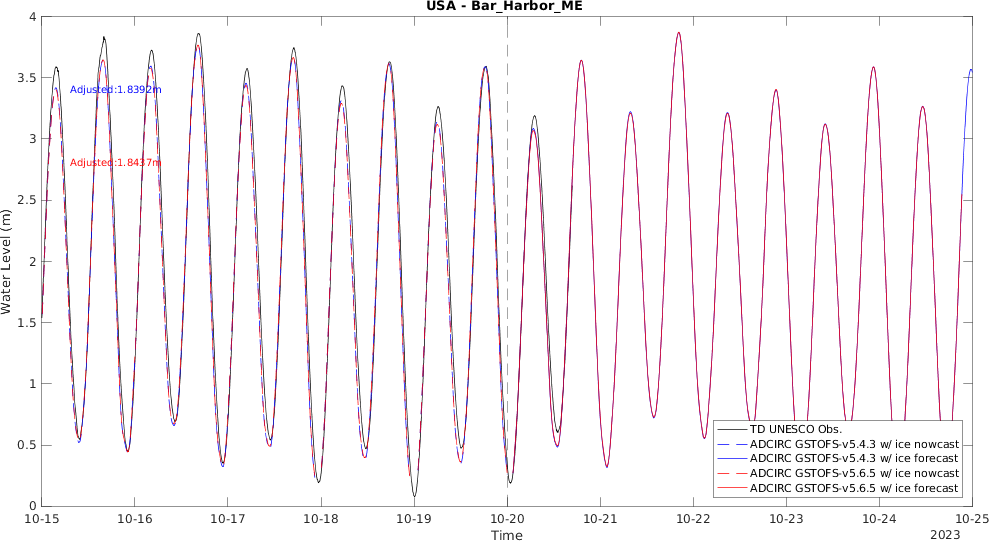 USA - Bar_Harbor_ME
4
3.5
3
2.5
2
1.5
1
0.5
0
Water Level (m)
Adjusted:1.8392m
Adjusted:1.8437m
TD UNESCO Obs.
ADCIRC GSTOFS-v5.4.3 w/ ice nowcast
ADCIRC GSTOFS-v5.4.3 w/ ice forecast
ADCIRC GSTOFS-v5.6.5 w/ ice nowcast
ADCIRC GSTOFS-v5.6.5 w/ ice forecast
10-15 10-16 10-17 10-18 10-19 10-20 10-21 10-22 10-23 10-24 10-25
Time
2023